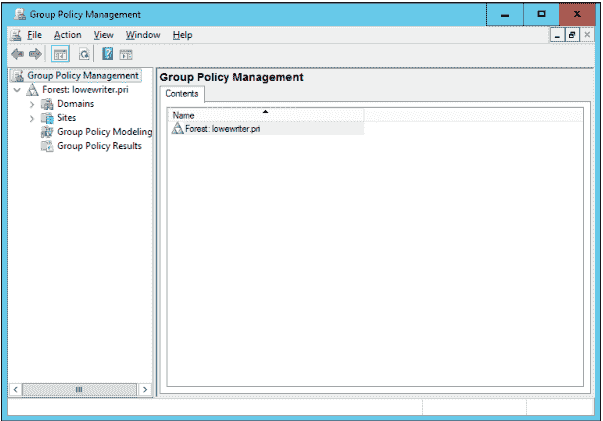 Group Policy Management
File Action View Window Help
Group Policy Management
Forest: lowewriter.pri
Domains
Sites
Group Policy Modeling
Group Policy Results
Group Policy Management
Contents
Name
Forest: lowewriter.pri